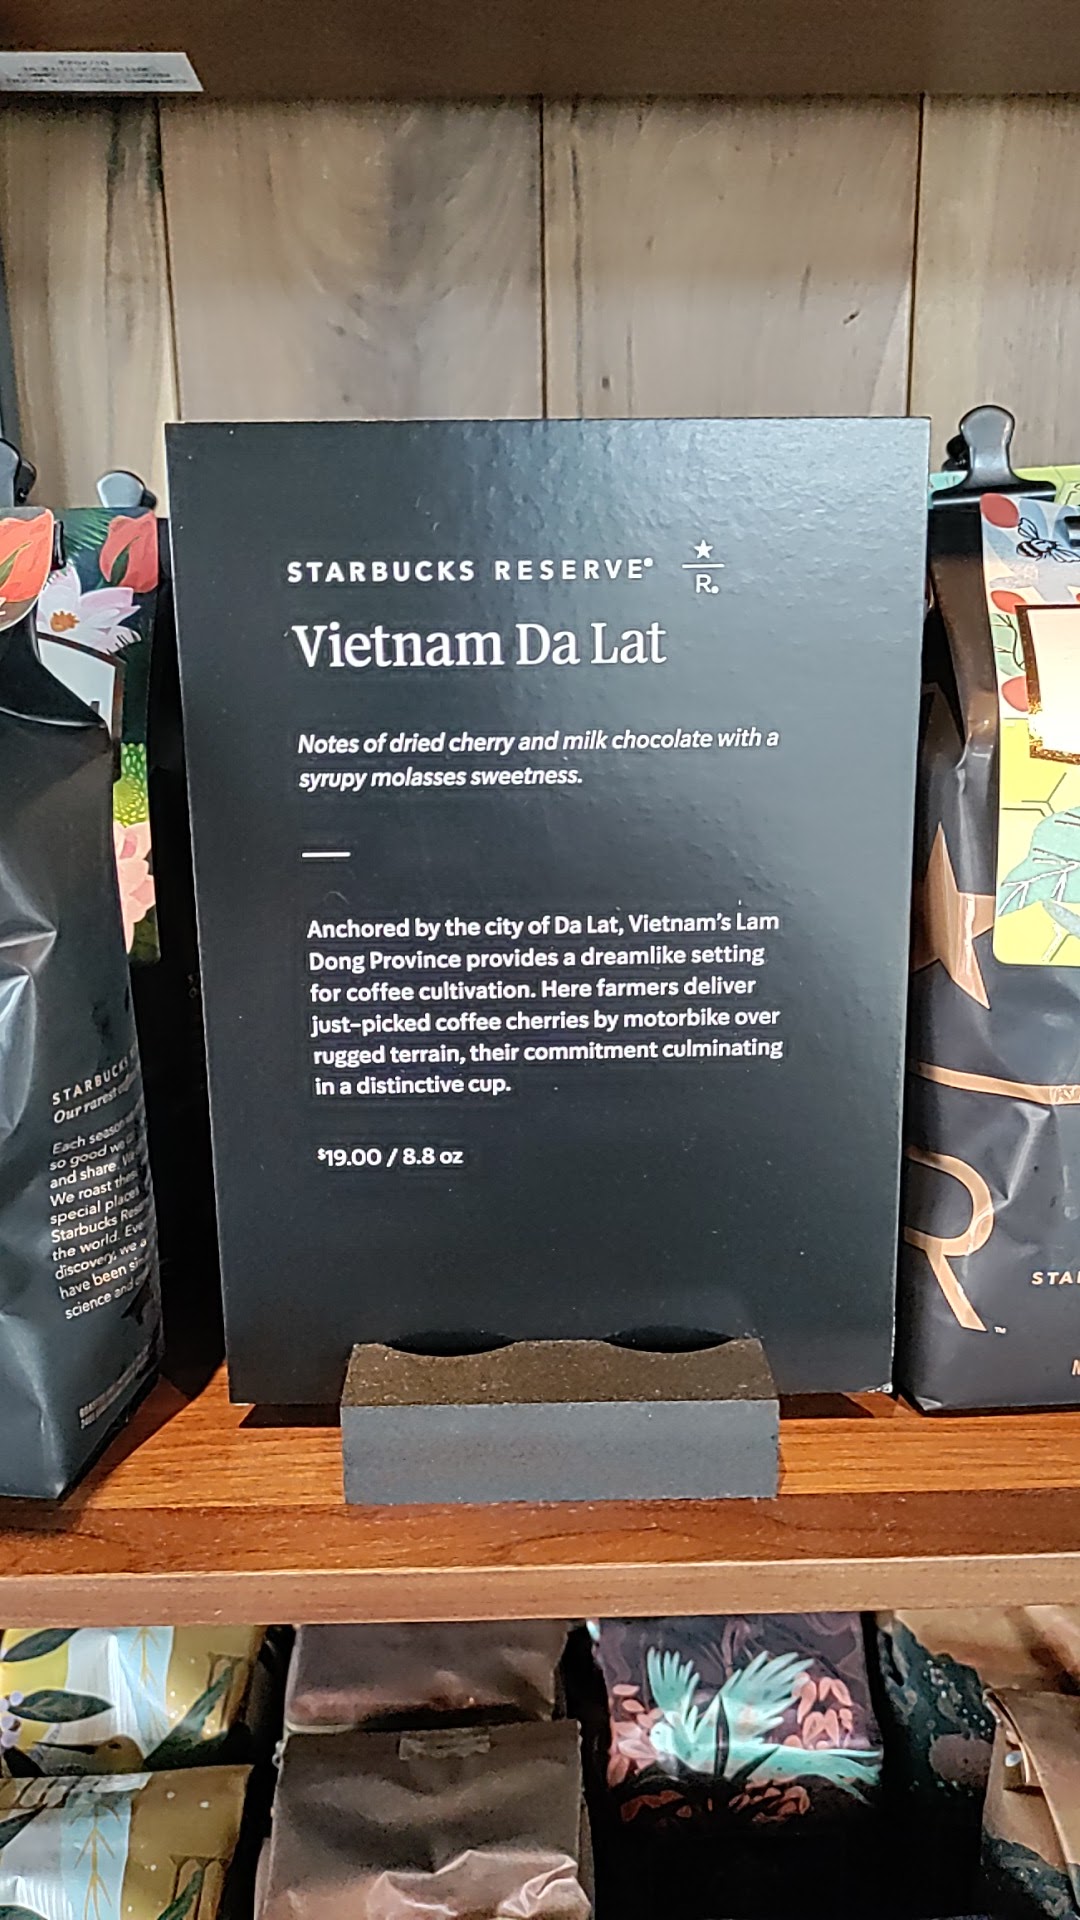 STARBUCKS RESERVE®
R.
Vietnam Da Lat
Notes of dried cherry and milk chocolate with a
syrupy molasses sweetness.
Anchored by the city of Da Lat, Vietnam's Lam
Dong Province provides a dreamlike setting
for coffee cultivation. Here farmers deliver
just-picked coffee cherries by motorbike over
rugged terrain, their commitment culminating
in a distinctive cup.
$19.00 / 8.8 oz
STARBUCKS
Our rarest
Each season
so good we
and share.
We roast
special places
Starbucks
the world.
discovery, we
have been
science and
R™
STA